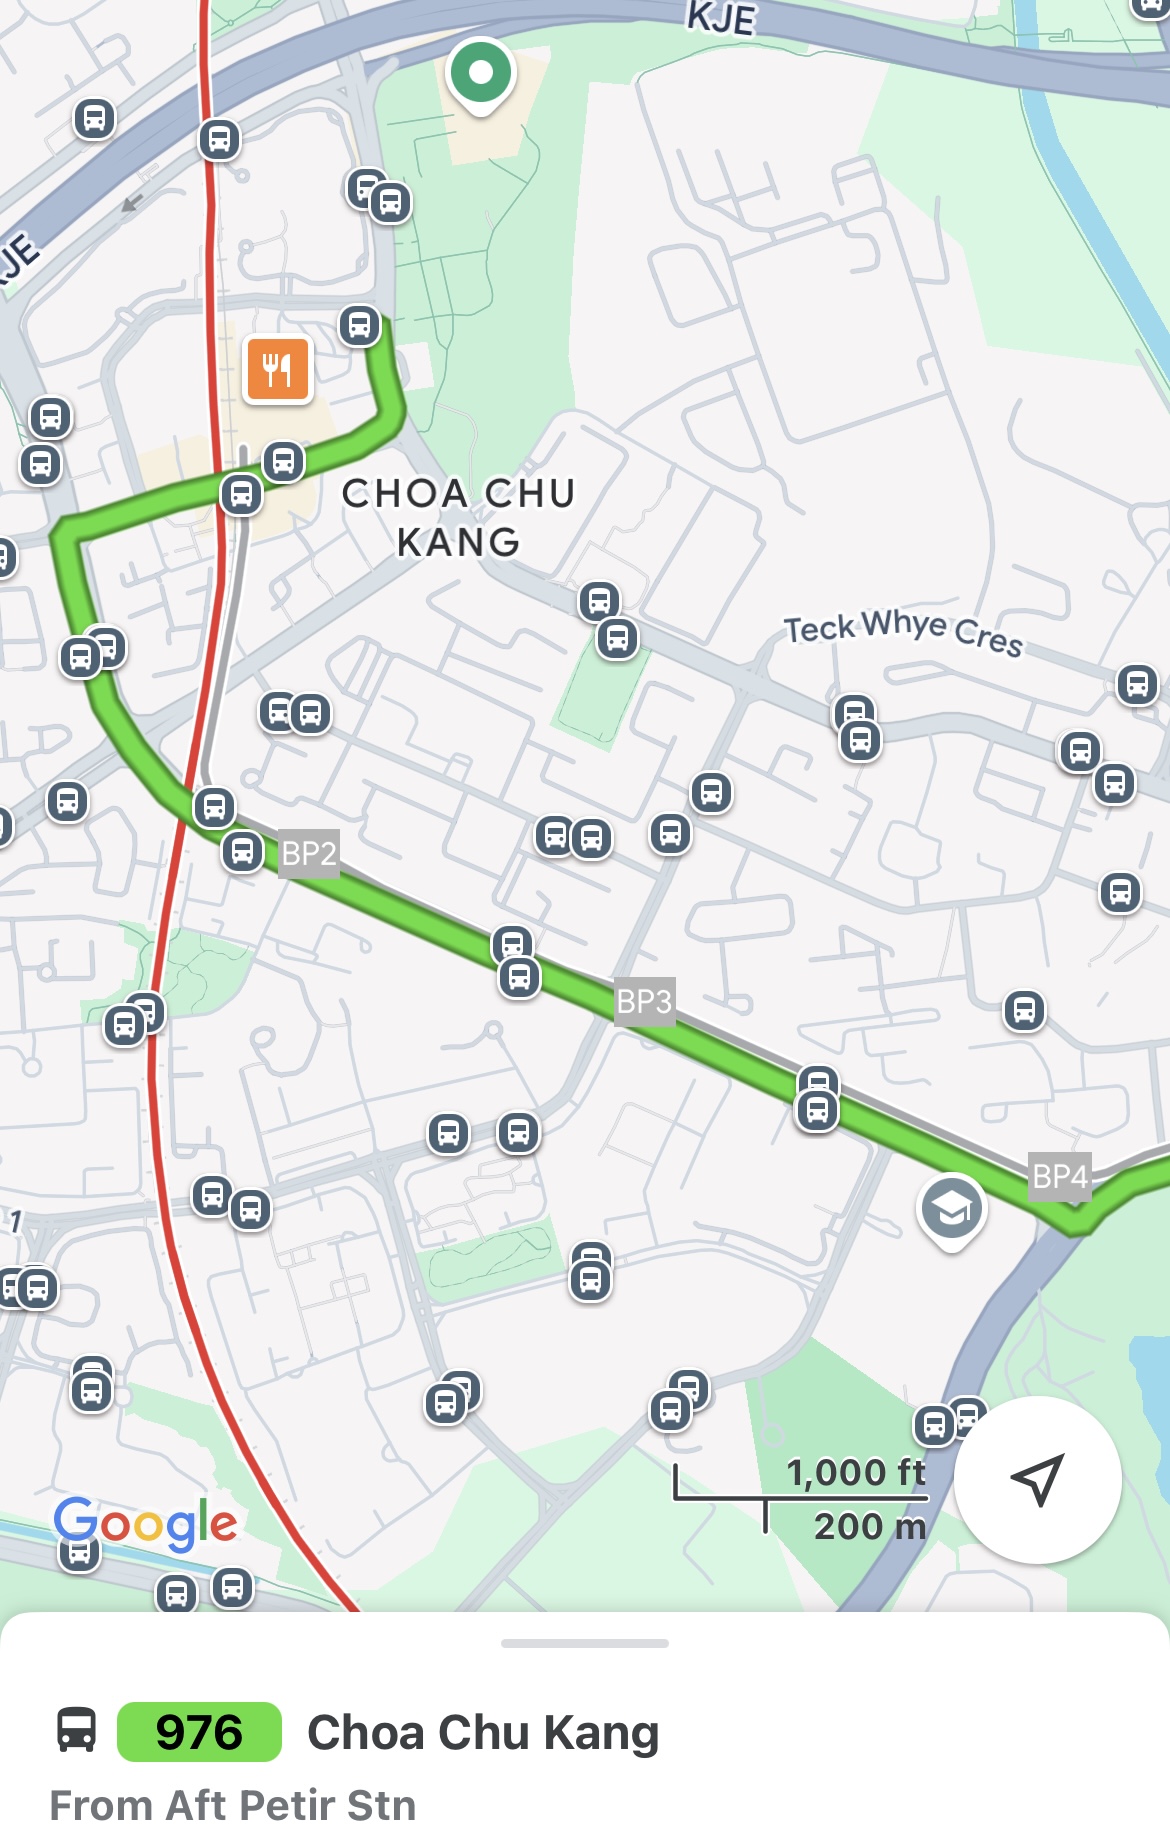 KJE
KJE
CHOA CHU
KANG
Teck Whye Cres
BP2
BP3
BP4
1
1,000 ft
200 m
Google
976 Choa Chu Kang
From Aft Petir Stn